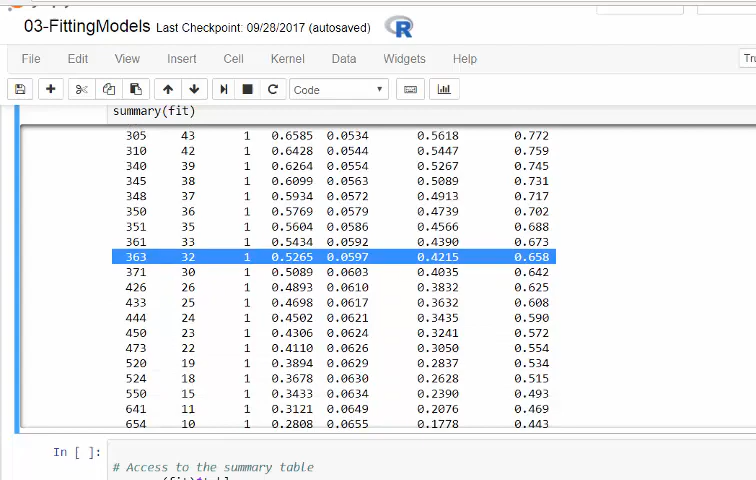 03-FittingModels Last Checkpoint: 09/28/2017 (autosaved) R
File Edit View Insert Cell Kernel Data Widgets Help
Code
summary(fit)
305 43 1 0.6585 0.0534 0.5618 0.772
310 42 1 0.6428 0.0544 0.5447 0.759
340 39 1 0.6264 0.0554 0.5267 0.745
345 38 1 0.6099 0.0563 0.5089 0.731
348 37 1 0.5934 0.0572 0.4913 0.717
350 36 1 0.5769 0.0579 0.4739 0.702
351 35 1 0.5604 0.0586 0.4566 0.688
361 33 1 0.5434 0.0592 0.4390 0.673
363 32 1 0.5265 0.0597 0.4215 0.658
371 30 1 0.5089 0.0603 0.4035 0.642
426 26 1 0.4893 0.0610 0.3832 0.625
433 25 1 0.4698 0.0617 0.3632 0.608
444 24 1 0.4502 0.0621 0.3435 0.590
450 23 1 0.4306 0.0624 0.3241 0.572
473 22 1 0.4110 0.0626 0.3050 0.554
520 19 1 0.3894 0.0629 0.2837 0.534
524 18 1 0.3678 0.0630 0.2628 0.515
550 15 1 0.3433 0.0634 0.2390 0.493
641 11 1 0.3121 0.0649 0.2076 0.469
654 10 1 0.2808 0.0655 0.1778 0.443
In [ ]:
# Access to the summary table